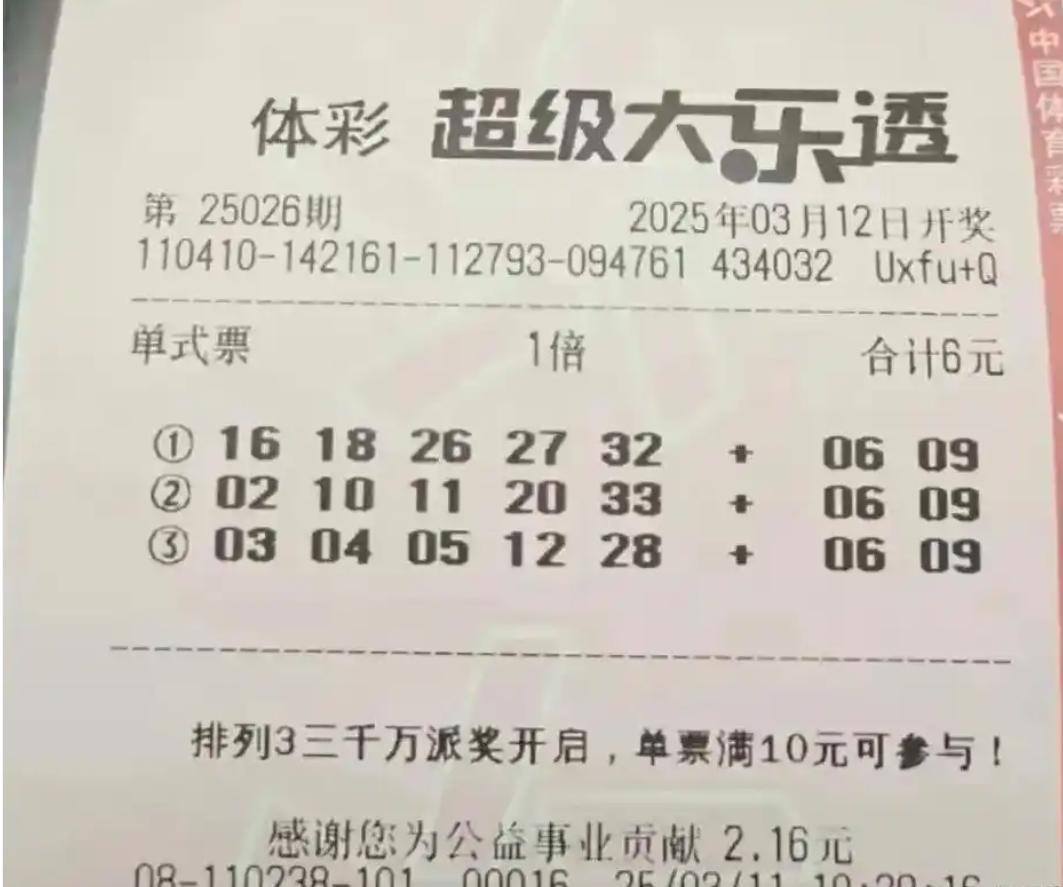 体彩 超级大乐透
第 25026期 2025年03月12日开奖
110410-142161-112793-094761 434032 Uxfu+Q
单式票 1倍 合计6元
① 16 18 26 27 32 + 06 09
② 02 10 11 20 33 + 06 09
③ 03 04 05 12 28 + 06 09
排列3三千万派奖开启，单票满10元可参与！
感谢您为公益事业贡献 2.16元
08-110238-101 00016 25/03/11 10:29:16
中国体育彩票